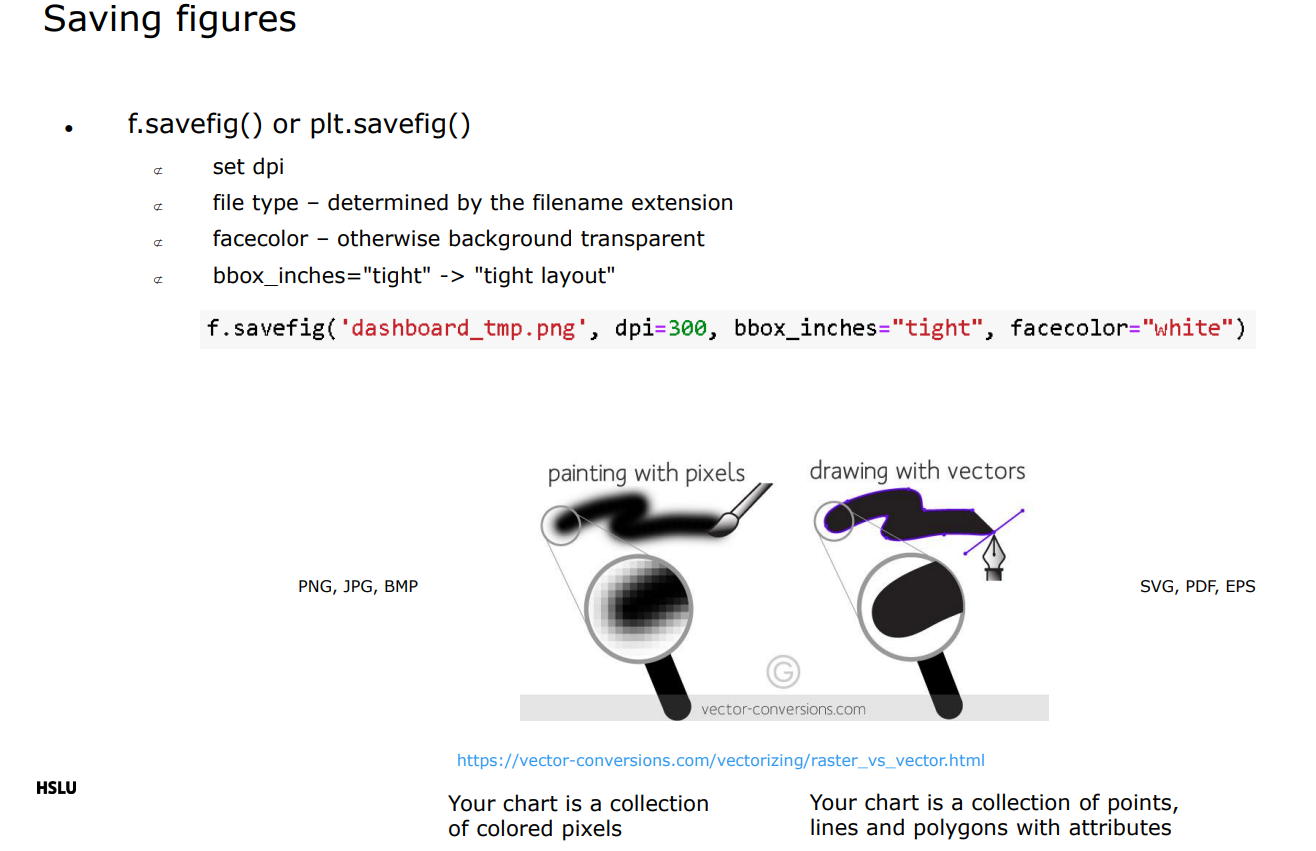 Saving figures
• f.savefig() or plt.savefig()
⊄ set dpi
⊄ file type – determined by the filename extension
⊄ facecolor – otherwise background transparent
⊄ bbox_inches="tight" -> "tight layout"
f.savefig('dashboard_tmp.png', dpi=300, bbox_inches="tight", facecolor="white")
painting with pixels
drawing with vectors
PNG, JPG, BMP
SVG, PDF, EPS
G
vector-conversions.com
https://vector-conversions.com/vectorizing/raster_vs_vector.html
HSLU
Your chart is a collection
of colored pixels
Your chart is a collection of points,
lines and polygons with attributes